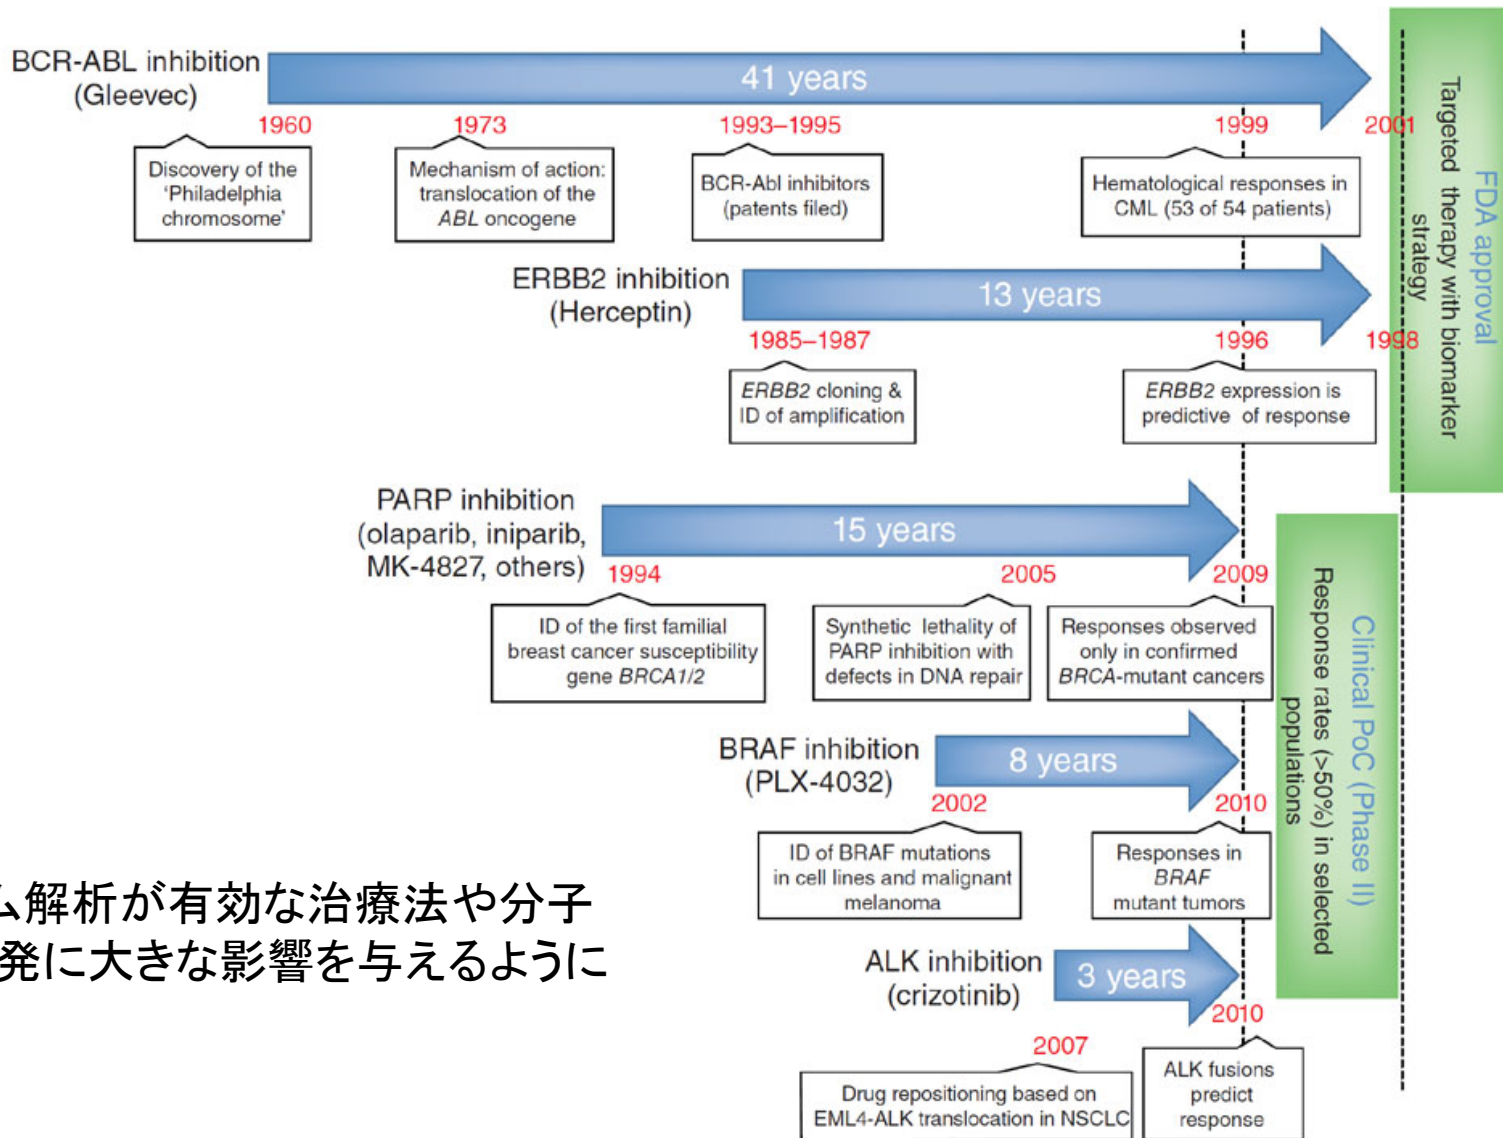 BCR-ABL inhibition
(Gleevec)
41 years
1960
1973
1993–1995
1999
2001
Discovery of the
'Philadelphia
chromosome'
Mechanism of action:
translocation of the
ABL oncogene
BCR-Abl inhibitors
(patents filed)
Hematological responses in
CML (53 of 54 patients)
ERBB2 inhibition
(Herceptin)
13 years
1985–1987
1996
1998
ERBB2 cloning &
ID of amplification
ERBB2 expression is
predictive of response
FDA approval
Targeted therapy with biomarker
strategy
PARP inhibition
(olaparib, iniparib,
MK-4827, others)
15 years
1994
2005
2009
ID of the first familial
breast cancer susceptibility
gene BRCA1/2
Synthetic lethality of
PARP inhibition with
defects in DNA repair
Responses observed
only in confirmed
BRCA-mutant cancers
BRAF inhibition
(PLX-4032)
8 years
2002
2010
ID of BRAF mutations
in cell lines and malignant
melanoma
Responses in
BRAF
mutant tumors
Clinical PoC (Phase II)
Response rates (>50%) in selected
populations
ALK inhibition
(crizotinib)
3 years
2007
2010
Drug repositioning based on
EML4-ALK translocation in NSCLC
ALK fusions
predict
response
ム解析が有効な治療法や分子
発に大きな影響を与えるように